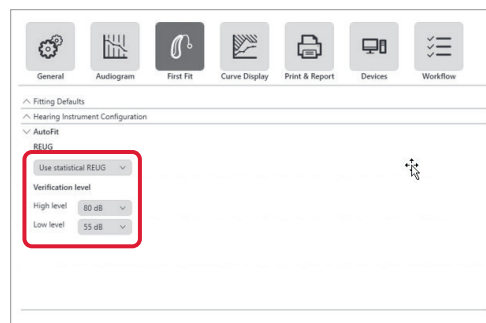 General Audiogram First Fit Curve Display Print & Report Devices Workflow
Fitting Defaults
Hearing Instrument Configuration
AutoFit
REUG
Use statistical REUG
Verification level
High level 80 dB
Low level 55 dB